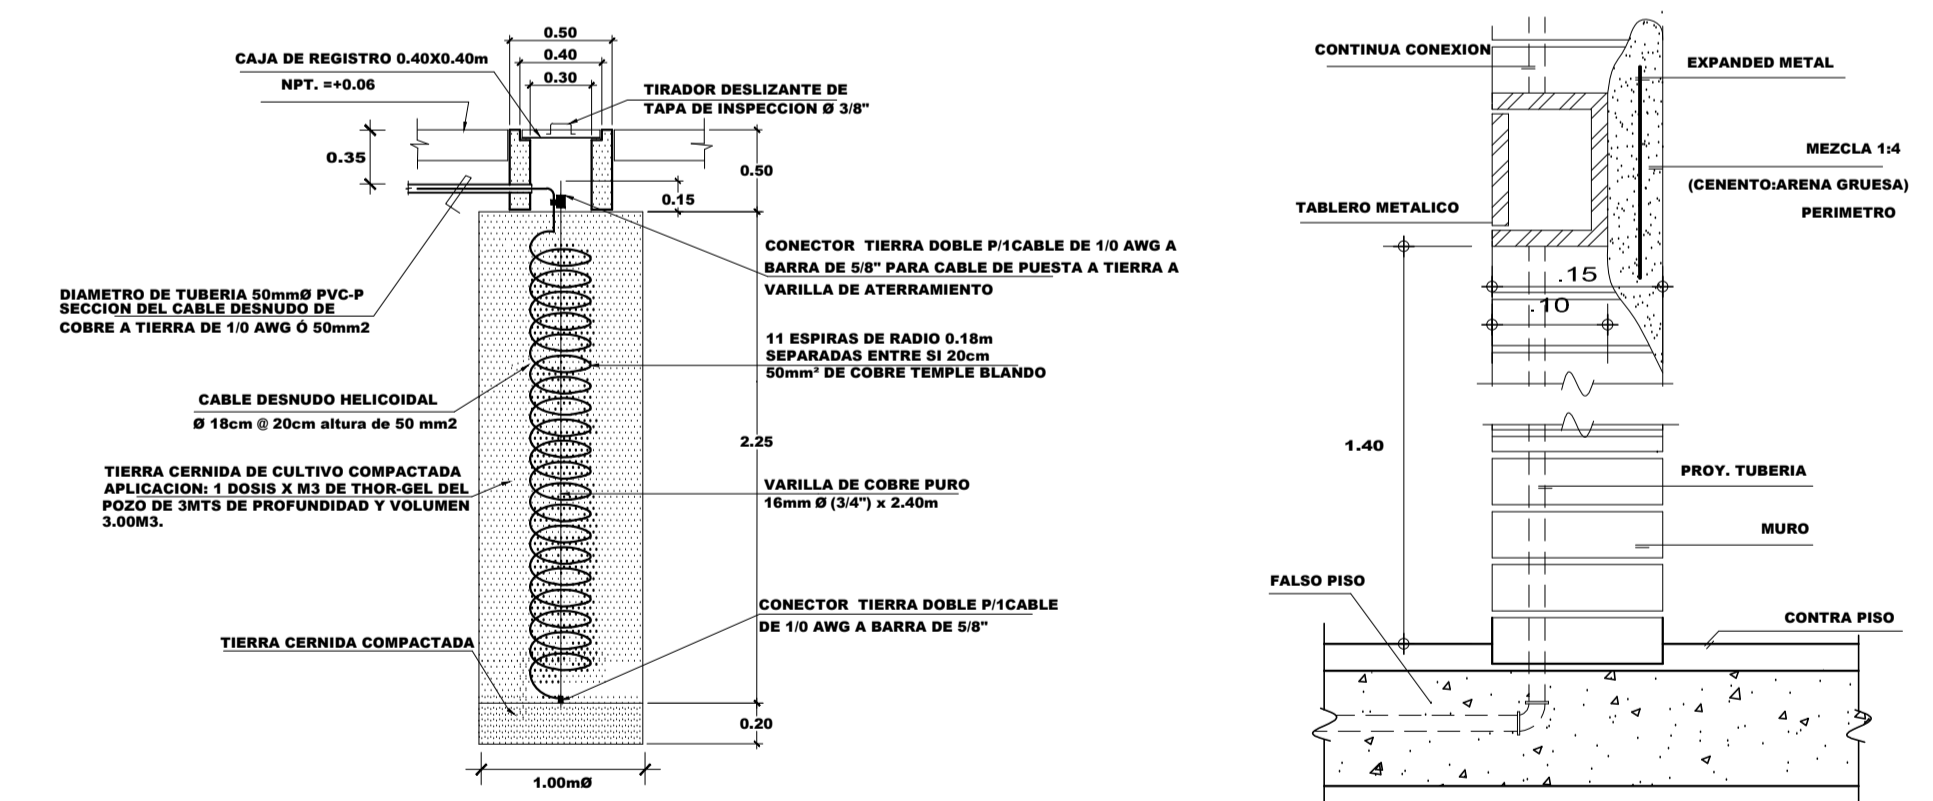 0.50
CAJA DE REGISTRO 0.40X0.40m
0.40
NPT. =+0.06
0.30
TIRADOR DESLIZANTE DE
TAPA DE INSPECCION Ø 3/8"
0.35
0.50
0.15
CONECTOR TIERRA DOBLE P/1CABLE DE 1/0 AWG A
BARRA DE 5/8" PARA CABLE DE PUESTA A TIERRA A
VARILLA DE ATERRAMIENTO
DIAMETRO DE TUBERIA 50mmØ PVC-P
SECCION DEL CABLE DESNUDO DE
COBRE A TIERRA DE 1/0 AWG Ó 50mm2
11 ESPIRAS DE RADIO 0.18m
SEPARADAS ENTRE SI 20cm
50mm² DE COBRE TEMPLE BLANDO
CABLE DESNUDO HELICOIDAL
Ø 18cm @ 20cm altura de 50 mm2
2.25
TIERRA CERNIDA DE CULTIVO COMPACTADA
APLICACION: 1 DOSIS X M3 DE THOR-GEL DEL
POZO DE 3MTS DE PROFUNDIDAD Y VOLUMEN
3.00M3.
VARILLA DE COBRE PURO
16mm Ø (3/4") x 2.40m
CONECTOR TIERRA DOBLE P/1CABLE
DE 1/0 AWG A BARRA DE 5/8"
TIERRA CERNIDA COMPACTADA
0.20
1.00mØ
CONTINUA CONEXION
EXPANDED METAL
MEZCLA 1:4
(CENENTO:ARENA GRUESA)
PERIMETRO
TABLERO METALICO
.15
.10
1.40
PROY. TUBERIA
MURO
FALSO PISO
CONTRA PISO